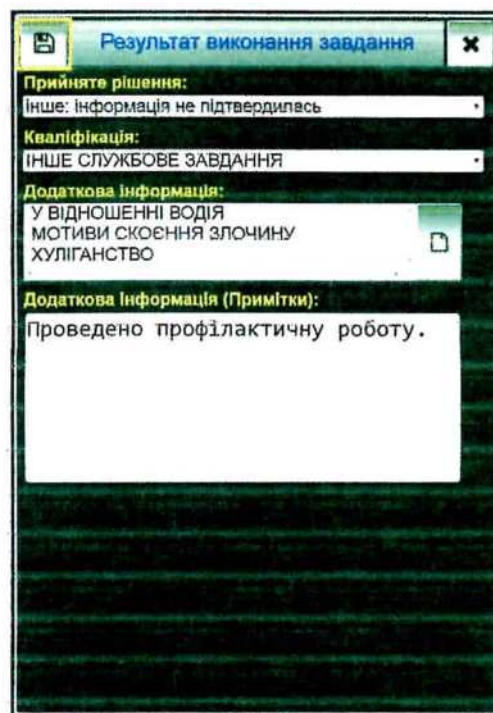 Результат виконання завдання
Прийняте рішення:
інше: інформація не підтвердилась
Кваліфікація:
ІНШЕ СЛУЖБОВЕ ЗАВДАННЯ
Додаткова інформація:
У ВІДНОШЕННІ ВОДІЯ
МОТИВИ СКОЄННЯ ЗЛОЧИНУ
ХУЛІГАНСТВО
Додаткова інформація (Примітки):
Проведено профілактичну роботу.